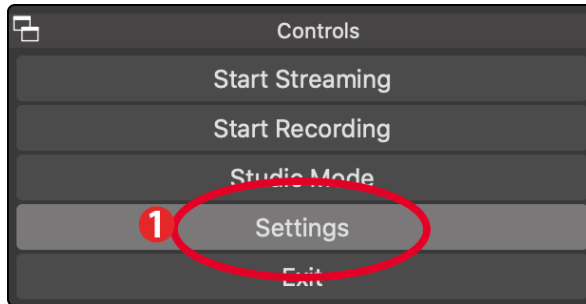 Controls
Start Streaming
Start Recording
Studio Mode
1
Settings
Exit